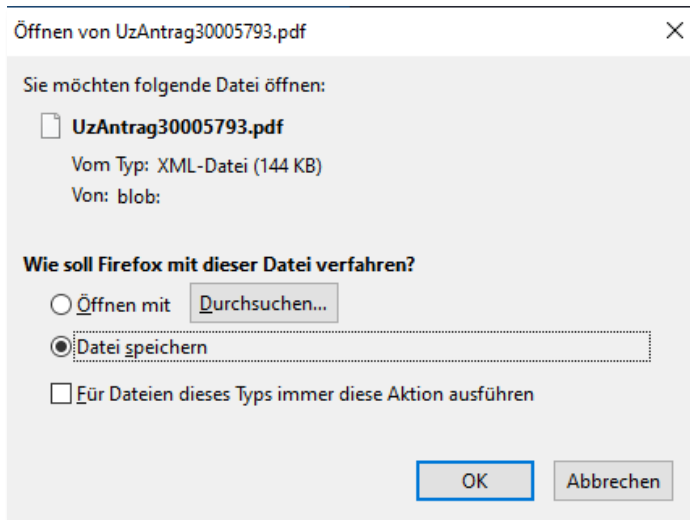 Öffnen von UzAntrag30005793.pdf
Sie möchten folgende Datei öffnen:
UzAntrag30005793.pdf
Vom Typ: XML-Datei (144 KB)
Von: blob:
Wie soll Firefox mit dieser Datei verfahren?
Öffnen mit Durchsuchen...
Datei speichern
Für Dateien dieses Typs immer diese Aktion ausführen
OK Abbrechen